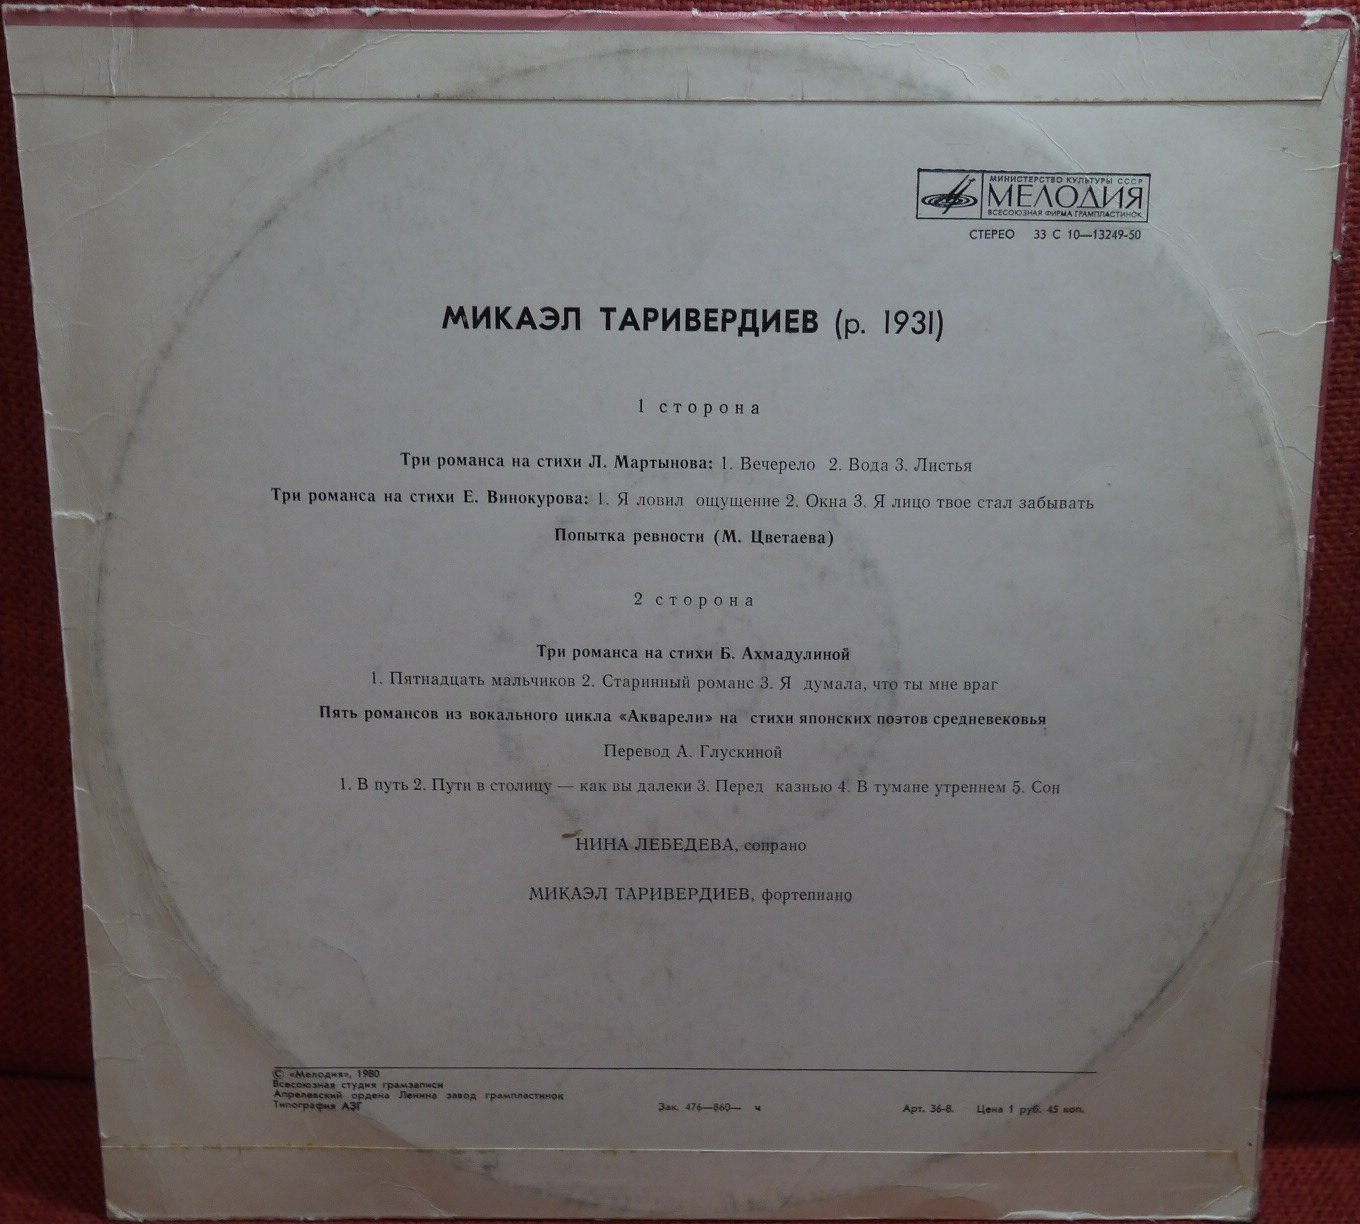 МИНИСТЕРСТВО КУЛЬТУРЫ СССР
МЕЛОДИЯ
ВСЕСОЮЗНАЯ ФИРМА ГРАМПЛАСТИНОК
СТЕРЕО 33 С 10—13249-50
МИКАЭЛ ТАРИВЕРДИЕВ (р. 1931)
1 сторона
Три романса на стихи Л. Мартынова: 1. Вечерело 2. Вода 3. Листья
Три романса на стихи Е. Винокурова: 1. Я ловил ощущение 2. Окна 3. Я лицо твое стал забывать
Попытка ревности (М. Цветаева)
2 сторона
Три романса на стихи Б. Ахмадулиной
1. Пятнадцать мальчиков 2. Старинный романс 3. Я думала, что ты мне враг
Пять романсов из вокального цикла «Акварели» на стихи японских поэтов средневековья
Перевод А. Глускиной
1. В путь 2. Пути в столицу — как вы далеки 3. Перед казнью 4. В тумане утреннем 5. Сон
НИНА ЛЕБЕДЕВА, сопрано
МИКАЭЛ ТАРИВЕРДИЕВ, фортепиано
© «Мелодия», 1980
Всесоюзная студия грамзаписи
Апрелевский ордена Ленина завод грампластинок
Типография АЗГ
Зак. 476—860— ч
Арт. 36-8. Цена 1 руб. 45 коп.